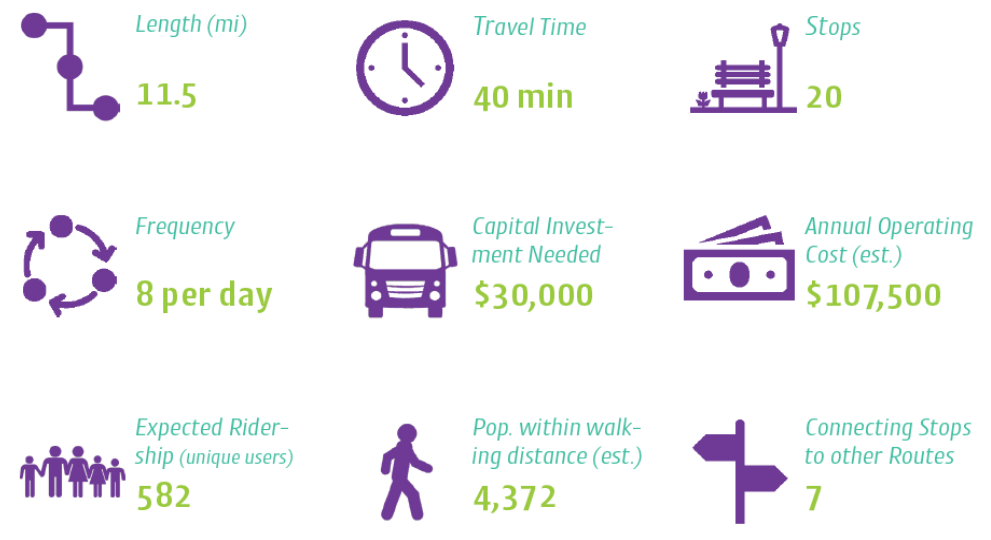 Length (mi)
11.5
Travel Time
40 min
Stops
20
Frequency
8 per day
Capital Invest-
ment Needed
$30,000
Annual Operating
Cost (est.)
$107,500
Expected Rider-
ship (unique users)
582
Pop. within walk-
ing distance (est.)
4,372
Connecting Stops
to other Routes
7